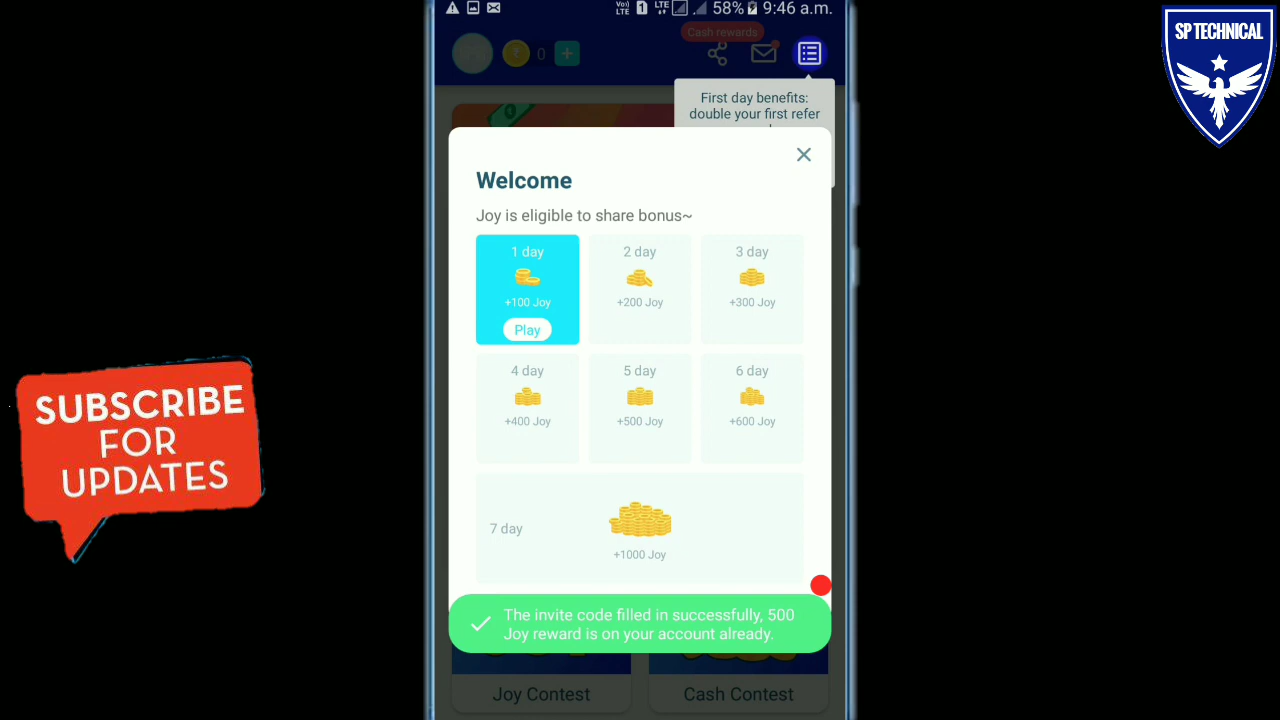 Vo)) LTE 1 LTE 58% 9:46 a.m.
SP TECHNICAL
Cash rewards
0
First day benefits:
double your first refer
Welcome
Joy is eligible to share bonus~
1 day
2 day
3 day
+100 Joy
+200 Joy
+300 Joy
Play
4 day
5 day
6 day
+400 Joy
+500 Joy
+600 Joy
7 day
+1000 Joy
The invite code filled in successfully, 500
Joy reward is on your account already.
Joy Contest
Cash Contest
SUBSCRIBE
FOR
UPDATES